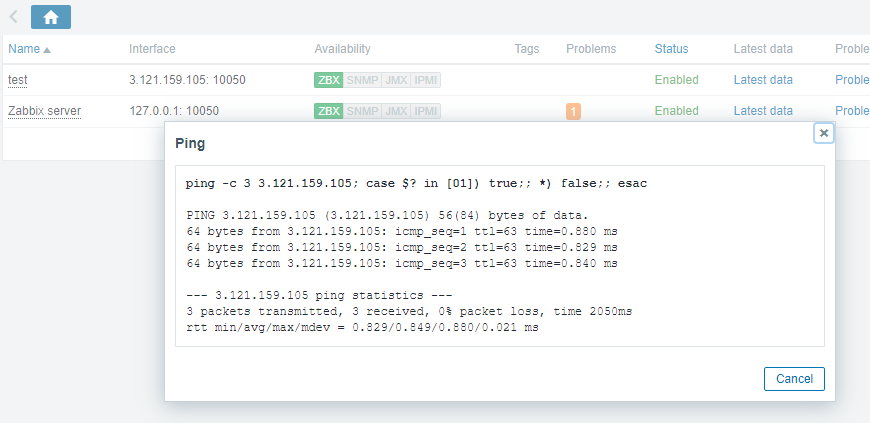 Name Interface Availability Tags Problems Status Latest data Proble
test 3.121.159.105: 10050 ZBX SNMP JMX IPMI Enabled Latest data Proble
Zabbix server 127.0.0.1: 10050 ZBX SNMP JMX IPMI 1 Enabled Latest data Proble
Ping
ping -c 3 3.121.159.105; case $? in [01]) true;; *) false;; esac
PING 3.121.159.105 (3.121.159.105) 56(84) bytes of data.
64 bytes from 3.121.159.105: icmp_seq=1 ttl=63 time=0.880 ms
64 bytes from 3.121.159.105: icmp_seq=2 ttl=63 time=0.829 ms
64 bytes from 3.121.159.105: icmp_seq=3 ttl=63 time=0.840 ms
--- 3.121.159.105 ping statistics ---
3 packets transmitted, 3 received, 0% packet loss, time 2050ms
rtt min/avg/max/mdev = 0.829/0.849/0.880/0.021 ms
Cancel